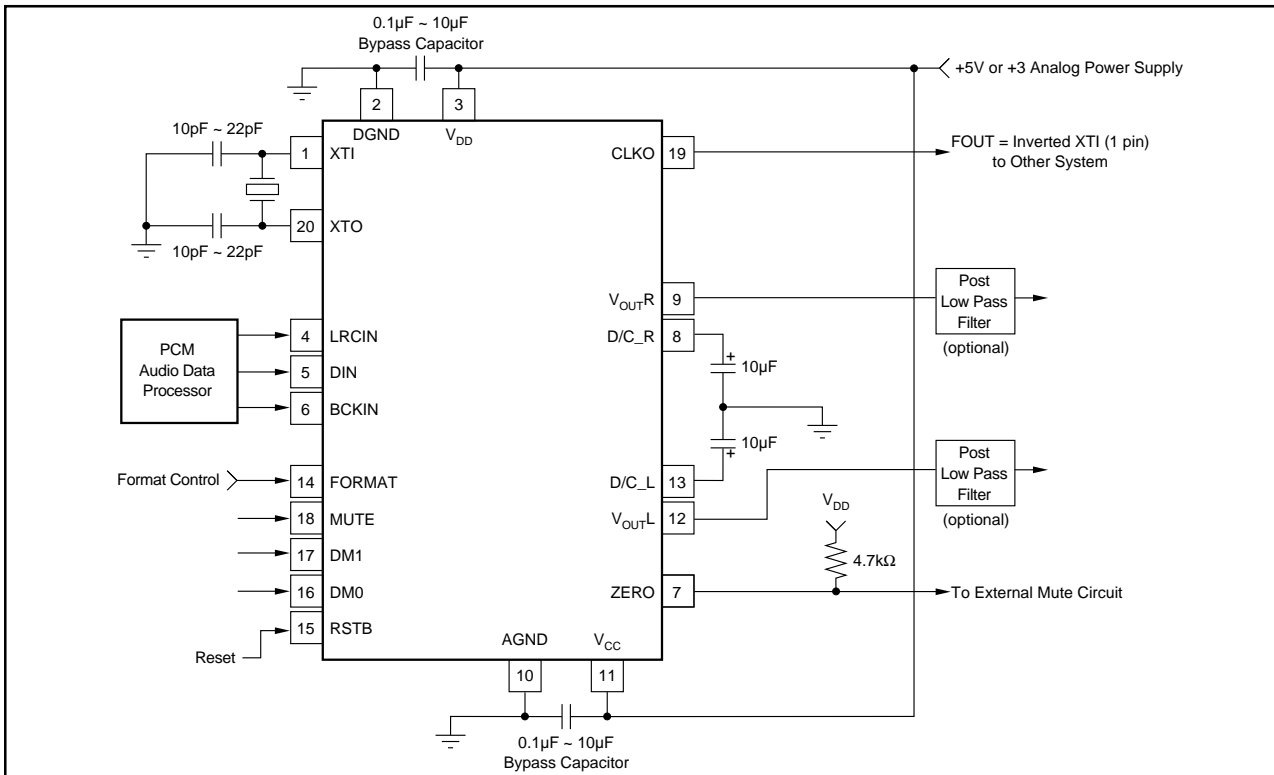 0.1µF ~ 10µF
Bypass Capacitor
+5V or +3 Analog Power Supply
2
3
DGND
VDD
10pF ~ 22pF
1
XTI
CLKO
19
FOUT = Inverted XTI (1 pin)
to Other System
20
XTO
10pF ~ 22pF
VOUTR
9
Post
Low Pass
Filter
(optional)
PCM
Audio Data
Processor
4
LRCIN
D/C_R
8
+
10µF
5
DIN
6
BCKIN
10µF
+
Format Control
14
FORMAT
D/C_L
13
Post
Low Pass
Filter
(optional)
18
MUTE
VOUTL
12
VDD
17
DM1
4.7kΩ
16
DM0
ZERO
7
To External Mute Circuit
15
RSTB
Reset
AGND
VCC
10
11
0.1µF ~ 10µF
Bypass Capacitor